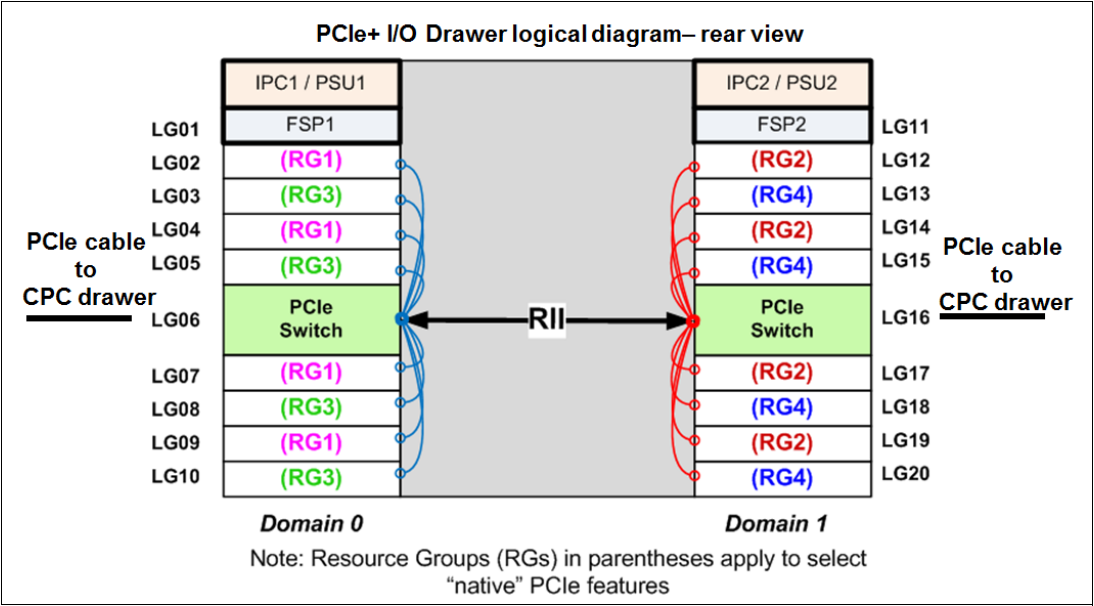 PCIe+ I/O Drawer logical diagram– rear view
IPC1 / PSU1
IPC2 / PSU2
LG01 FSP1
FSP2 LG11
LG02 (RG1)
(RG2) LG12
LG03 (RG3)
(RG4) LG13
LG04 (RG1)
(RG2) LG14
LG05 (RG3)
(RG4) LG15
PCIe cable
to
CPC drawer
LG06 PCIe
Switch
RII
PCIe
Switch
LG16
PCIe cable
to
CPC drawer
LG07 (RG1)
(RG2) LG17
LG08 (RG3)
(RG4) LG18
LG09 (RG1)
(RG2) LG19
LG10 (RG3)
(RG4) LG20
Domain 0
Domain 1
Note: Resource Groups (RGs) in parentheses apply to select
“native” PCIe features